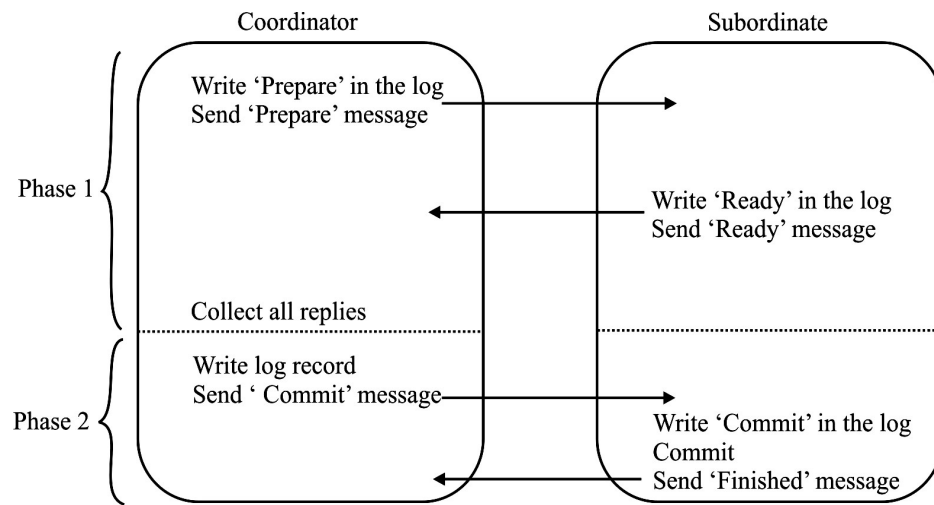 Coordinator
Subordinate
Phase 1
Write ‘Prepare’ in the log
Send ‘Prepare’ message
Write ‘Ready’ in the log
Send ‘Ready’ message
Collect all replies
Phase 2
Write log record
Send ‘ Commit’ message
Write ‘Commit’ in the log
Commit
Send ‘Finished’ message